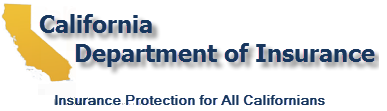 California
Department of Insurance
Insurance Protection for All Californians